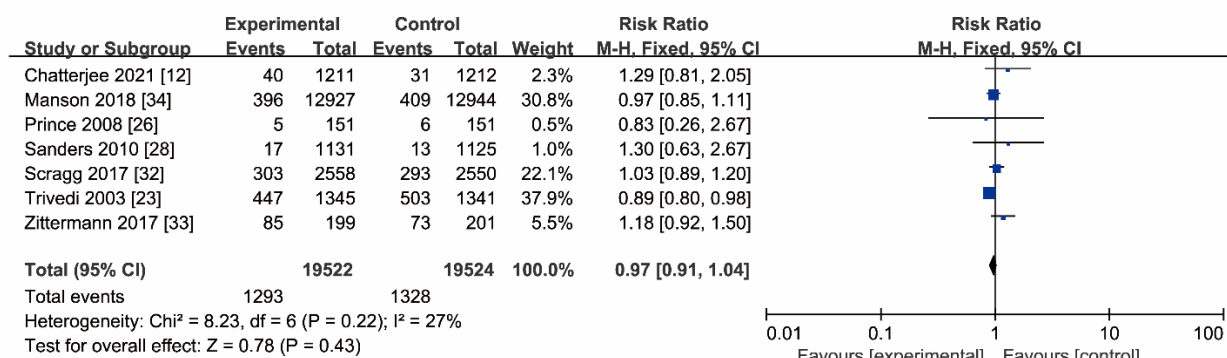 Experimental Control Risk Ratio Risk Ratio
Study or Subgroup Events Total Events Total Weight M-H, Fixed, 95% CI M-H, Fixed, 95% CI
Chatterjee 2021 [12] 40 1211 31 1212 2.3% 1.29 [0.81, 2.05]
Manson 2018 [34] 396 12927 409 12944 30.8% 0.97 [0.85, 1.11]
Prince 2008 [26] 5 151 6 151 0.5% 0.83 [0.26, 2.67]
Sanders 2010 [28] 17 1131 13 1125 1.0% 1.30 [0.63, 2.67]
Scragg 2017 [32] 303 2558 293 2550 22.1% 1.03 [0.89, 1.20]
Trivedi 2003 [23] 447 1345 503 1341 37.9% 0.89 [0.80, 0.98]
Zittermann 2017 [33] 85 199 73 201 5.5% 1.18 [0.92, 1.50]
Total (95% CI) 19522 19524 100.0% 0.97 [0.91, 1.04]
Total events 1293 1328
Heterogeneity: Chi² = 8.23, df = 6 (P = 0.22); I² = 27%
Test for overall effect: Z = 0.78 (P = 0.43)
0.01 0.1 1 10 100
Favours [experimental] Favours [control]